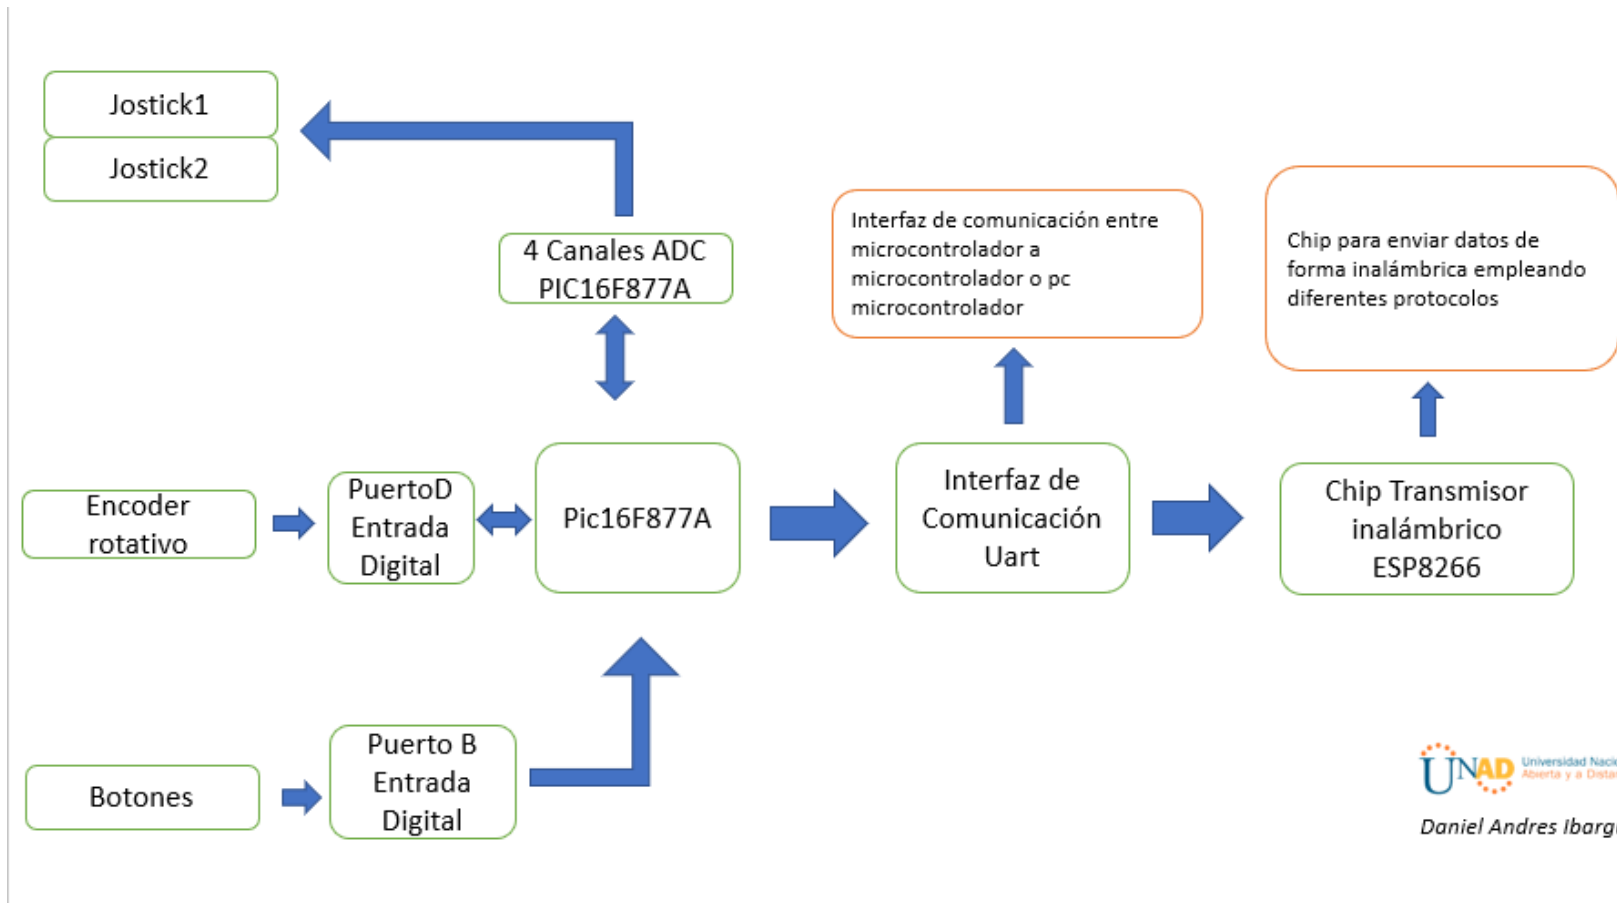 Jostick1
Jostick2
4 Canales ADC
PIC16F877A
Interfaz de comunicación entre
microcontrolador a
microcontrolador o pc
microcontrolador
Chip para enviar datos de
forma inalámbrica empleando
diferentes protocolos
Encoder
rotativo
PuertoD
Entrada
Digital
Pic16F877A
Interfaz de
Comunicación
Uart
Chip Transmisor
inalámbrico
ESP8266
Botones
Puerto B
Entrada
Digital
UNAD
Universidad
Abierta y a
Daniel Andres